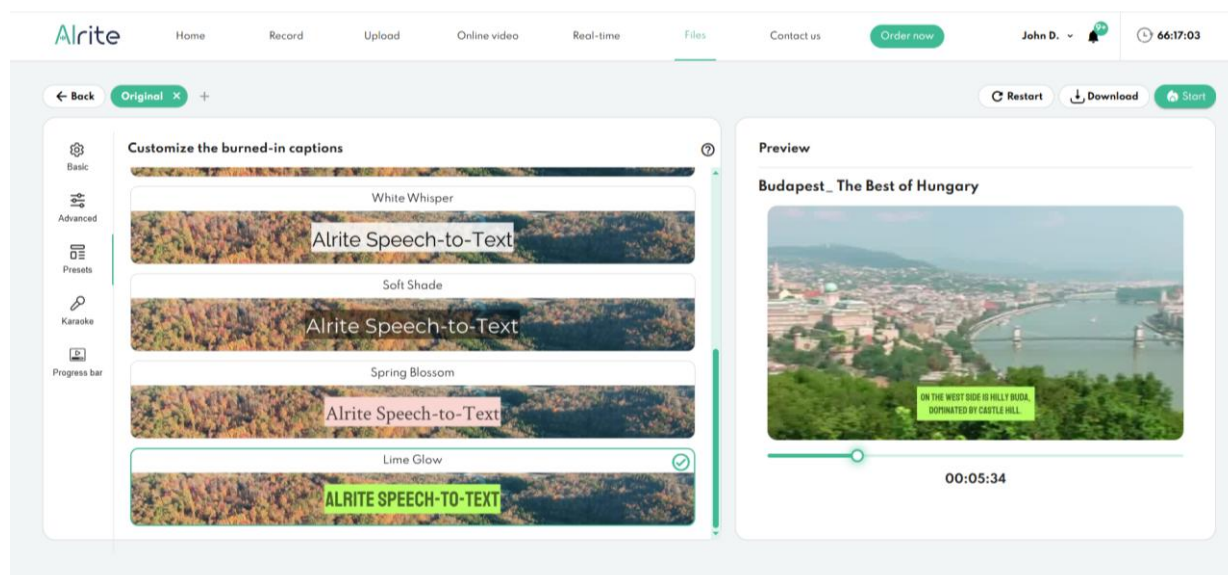 Alrite
Home Record Upload Online video Real-time Files Contact us Order now John D. 9+ 66:17:03
← Back Original × + Restart Download Start
Basic
Advanced
Presets
Karaoke
Progress bar
Customize the burned-in captions
White Whisper
Alrite Speech-to-Text
Soft Shade
Alrite Speech-to-Text
Spring Blossom
Alrite Speech-to-Text
Lime Glow
ALRITE SPEECH-TO-TEXT
Preview
Budapest_ The Best of Hungary
ON THE WEST SIDE IS HILLY BUDA,
DOMINATED BY CASTLE HILL.
00:05:34